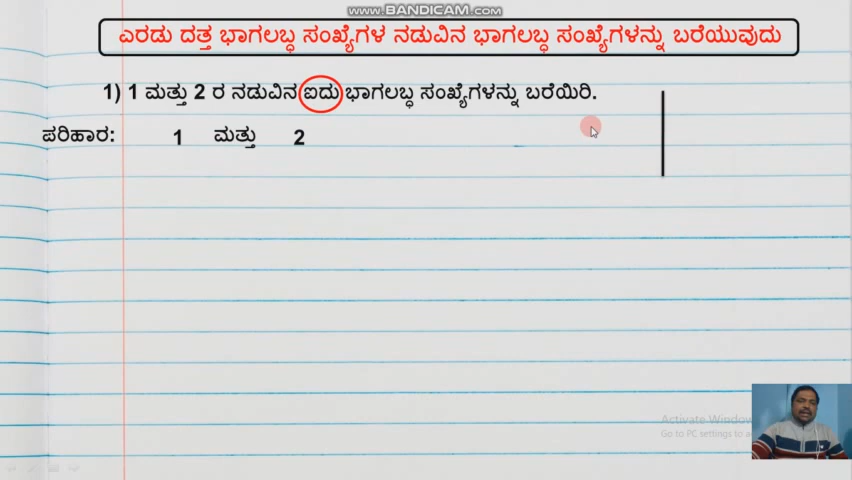 www.BANDICAM.com
ಎರಡು ದತ್ತ ಭಾಗಲಬ್ಧ ಸಂಖ್ಯೆಗಳ ನಡುವಿನ ಭಾಗಲಬ್ಧ ಸಂಖ್ಯೆಗಳನ್ನು ಬರೆಯುವುದು
1) 1 ಮತ್ತು 2 ರ ನಡುವಿನ ಐದು ಭಾಗಲಬ್ಧ ಸಂಖ್ಯೆಗಳನ್ನು ಬರೆಯಿರಿ.
ಪರಿಹಾರ: 1 ಮತ್ತು 2
Activate Window
Go to PC settings to